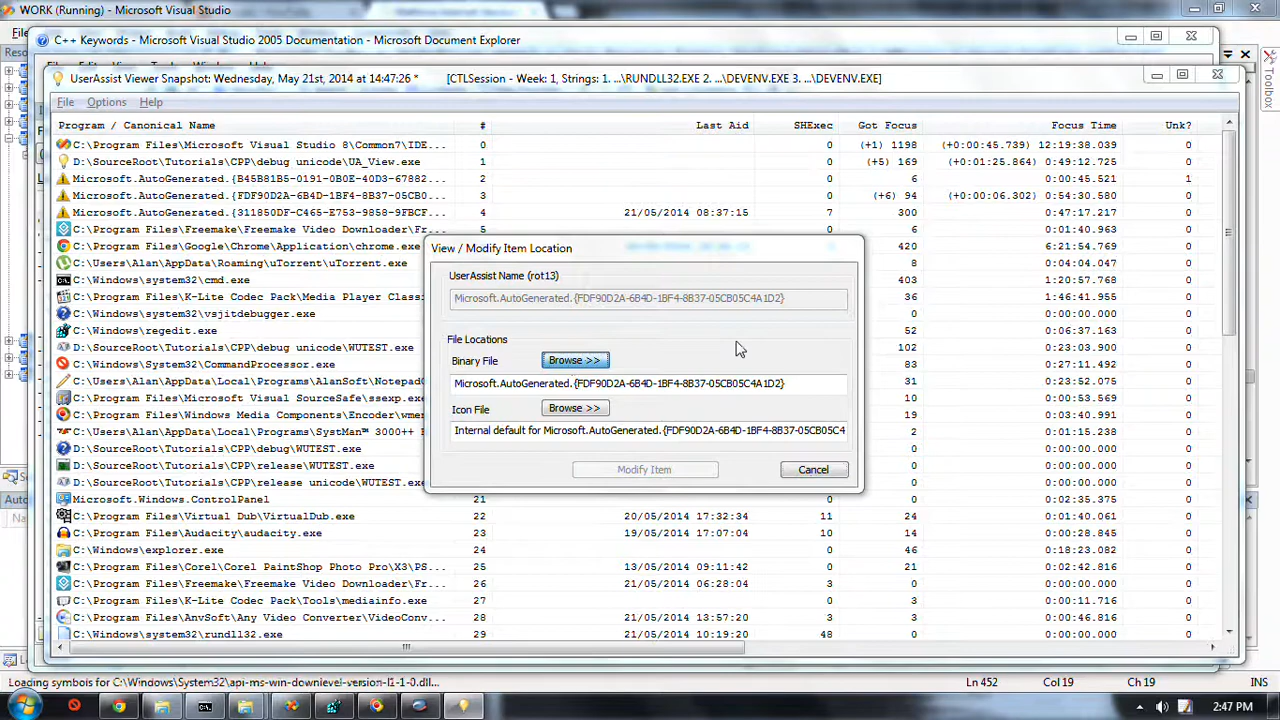 WORK (Running) - Microsoft Visual Studio
C++ Keywords - Microsoft Visual Studio 2005 Documentation - Microsoft Document Explorer
UserAssist Viewer Snapshot: Wednesday, May 21st, 2014 at 14:47:26 * [CTLSession - Week: 1, Strings: 1. ...\RUNDLL32.EXE 2. ...\DEVENV.EXE 3. ...\DEVENV.EXE]
File Options Help
Toolbox
Program / Canonical Name # Last Aid SHExec Got Focus Focus Time Unk?
C:\Program Files\Microsoft Visual Studio 8\Common7\IDE... 0 0 (+1) 1198 (+0:00:45.739) 12:19:38.039 0
D:\SourceRoot\Tutorials\CPP\debug unicode\UA_View.exe 1 0 (+5) 169 (+0:01:25.864) 0:49:12.725 0
Microsoft.AutoGenerated.{B45B81B5-0191-0B0E-40D3-67882... 2 0 6 0:00:45.521 1
Microsoft.AutoGenerated.{FDF90D2A-6B4D-1BF4-8B37-05CB0... 3 0 (+6) 94 (+0:00:06.302) 0:54:30.580 0
Microsoft.AutoGenerated.{311850DF-C465-E753-9858-9FBCF... 4 21/05/2014 08:37:15 7 300 0:47:17.217 0
C:\Program Files\Freemake\Freemake Video Downloader\Fr... 5 6 0:01:40.963 0
C:\Program Files\Google\Chrome\Application\chrome.exe 420 6:21:54.769 0
C:\Users\Alan\AppData\Roaming\uTorrent\uTorrent.exe 8 0:04:04.047 0
C:\Windows\system32\cmd.exe 403 1:27:50.617 0
C:\Program Files\K-Lite Codec Pack\Media Player Classi... 36 1:46:41.958 0
C:\Windows\system32\vsjitdebugger.exe 6 0:02:02.738 0
C:\Windows\regedit.exe 52 0:06:37.163 0
D:\SourceRoot\Tutorials\CPP\debug unicode\WUTEST.exe 102 0:09:23.023 0
C:\Windows\System32\CommandProcessor.exe 83 0:27:11.492 0
C:\Users\Alan\AppData\Local\Programs\AlanSoft\Notepad... 31 0:23:52.072 0
C:\Program Files\Microsoft Visual SourceSafe\ssexp.exe 10 0:05:29.398 0
C:\Program Files\Windows Media Components\Encoder\wmen... 19 0:03:40.991 0
C:\Users\Alan\AppData\Local\Programs\SystMan™ 3000++ E... 2 0:01:38.415 0
D:\SourceRoot\Tutorials\CPP\debug\WUTEST.exe 6 0:00:30.763 0
D:\SourceRoot\Tutorials\CPP\release\WUTEST.exe 15 0:00:33.072 0
D:\SourceRoot\Tutorials\CPP\release unicode\WUTEST.exe 8 0:00:33.369 0
Microsoft.Windows.ControlPanel 21 0:02:35.375 0
C:\Program Files\Virtual Dub\VirtualDub.exe 22 20/05/2014 17:32:34 11 24 0:01:40.061 0
C:\Program Files\Audacity\audacity.exe 23 19/05/2014 17:07:04 10 14 0:00:28.845 0
C:\Windows\explorer.exe 24 0 46 0:18:23.082 0
C:\Program Files\Corel\Corel PaintShop Photo Pro\X3\PS... 25 13/05/2014 09:11:42 0 21 0:02:42.816 0
C:\Program Files\Freemake\Freemake Video Downloader\Fr... 26 21/05/2014 06:28:04 3 0 0:00:00.000 0
C:\Program Files\K-Lite Codec Pack\Tools\mediainfo.exe 27 0 3 0:00:11.716 0
C:\Program Files\AnvSoft\Any Video Converter\VideoConv... 28 21/05/2014 13:57:20 3 3 0:00:46.816 0
C:\Windows\system32\rundll32.exe 29 21/05/2014 10:19:20 48 0 0:00:00.000 0
View / Modify Item Location
UserAssist Name (rot13)
Microsoft.AutoGenerated.{FDF90D2A-6B4D-1BF4-8B37-05CB05C4A1D2}
File Locations
Binary File Browse >>
Microsoft.AutoGenerated.{FDF90D2A-6B4D-1BF4-8B37-05CB05C4A1D2}
Icon File Browse >>
Internal default for Microsoft.AutoGenerated.{FDF90D2A-6B4D-1BF4-8B37-05CB05C4
Modify Item Cancel
Loading symbols for C:\Windows\System32\api-ms-win-downlevel-version-l1-1-0.dll... Ln 452 Col 19 Ch 19 INS
2:47 PM